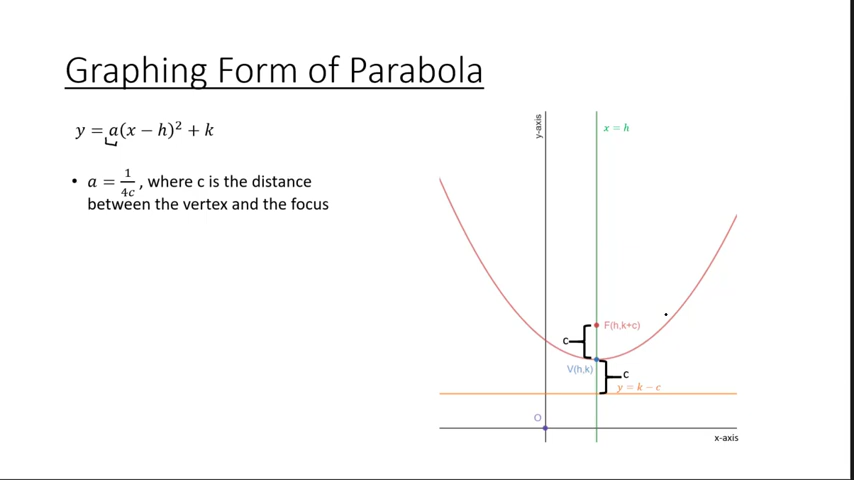 Graphing Form of Parabola
y = a(x − h)² + k
• a = 1/4c, where c is the distance
between the vertex and the focus
y-axis
x = h
F(h,k+c)
c
V(h,k)
c
y = k − c
O
x-axis